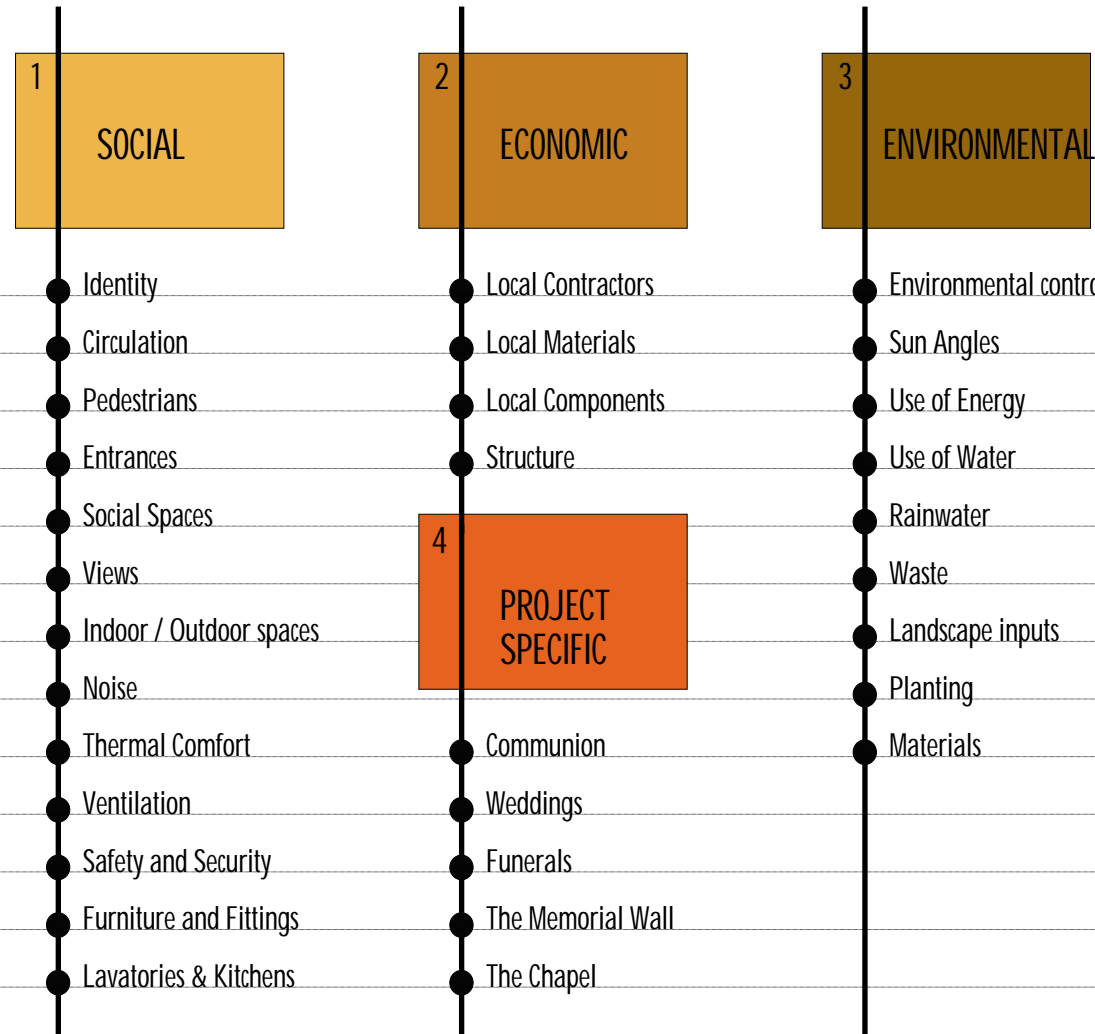 1
SOCIAL
Identity
Circulation
Pedestrians
Entrances
Social Spaces
Views
Indoor / Outdoor spaces
Noise
Thermal Comfort
Ventilation
Safety and Security
Furniture and Fittings
Lavatories & Kitchens
2
ECONOMIC
Local Contractors
Local Materials
Local Components
Structure
4
PROJECT
SPECIFIC
Communion
Weddings
Funerals
The Memorial Wall
The Chapel
3
ENVIRONMENTAL
Environmental
Sun Angles
Use of Energy
Use of Water
Rainwater
Waste
Landscape inputs
Planting
Materials